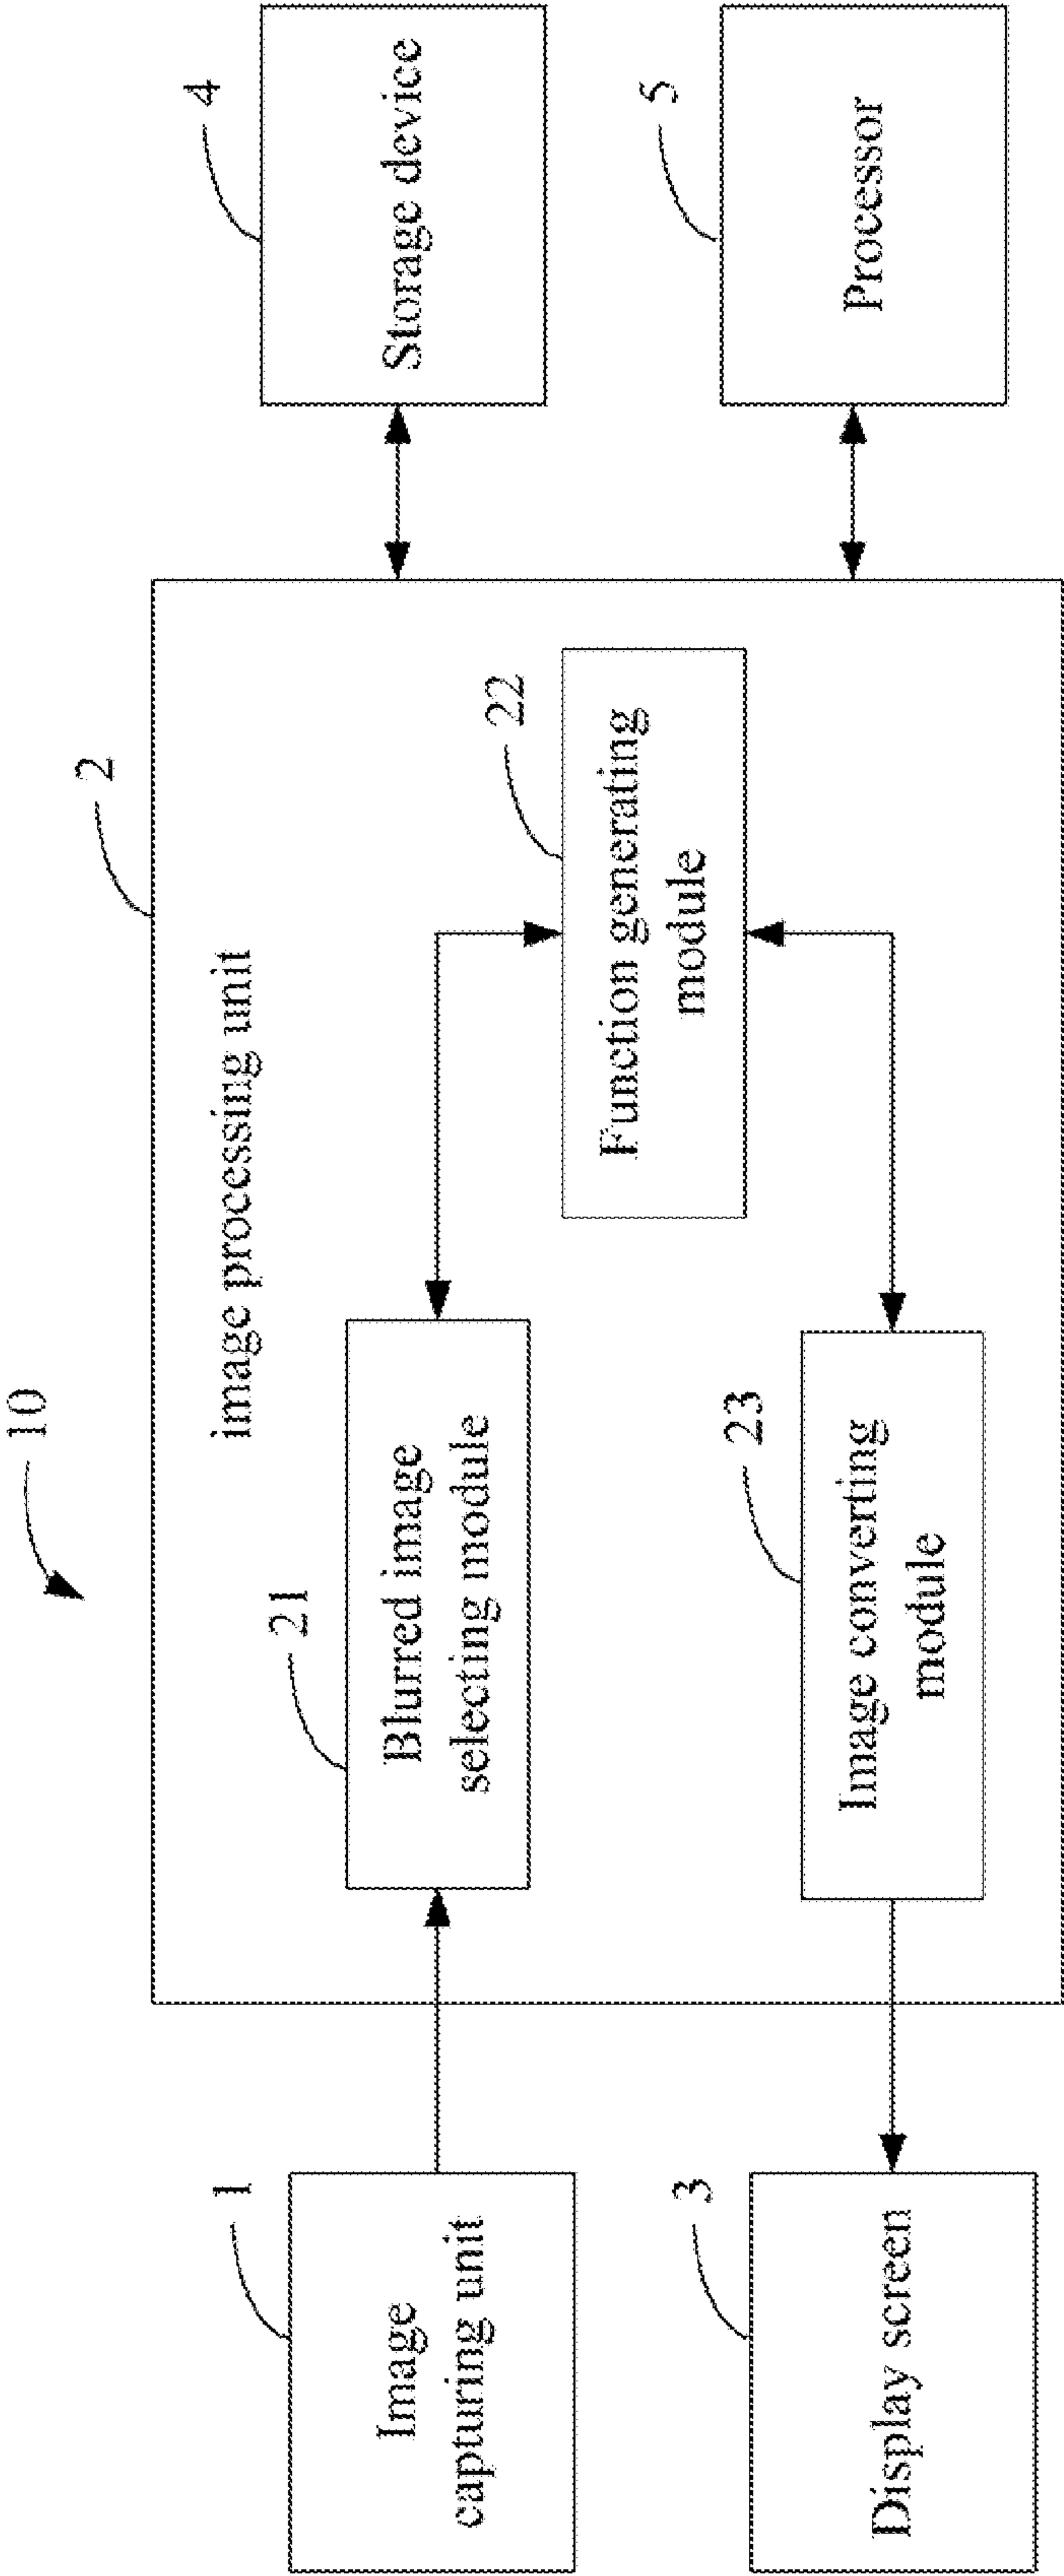 10
2
image processing unit
1
Image
capturing unit
21
Blurred image
selecting module
22
Function generating
module
4
Storage device
3
Display screen
23
Image converting
module
5
Processor